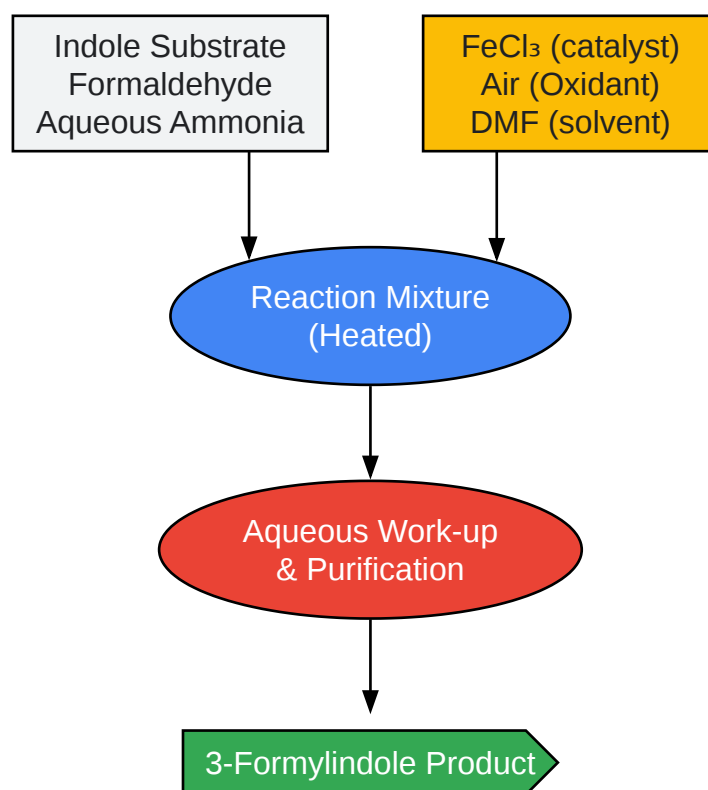 Indole Substrate
Formaldehyde
Aqueous Ammonia
FeCl₃ (catalyst)
Air (Oxidant)
DMF (solvent)
Reaction Mixture
(Heated)
Aqueous Work-up
& Purification
3-Formylindole Product